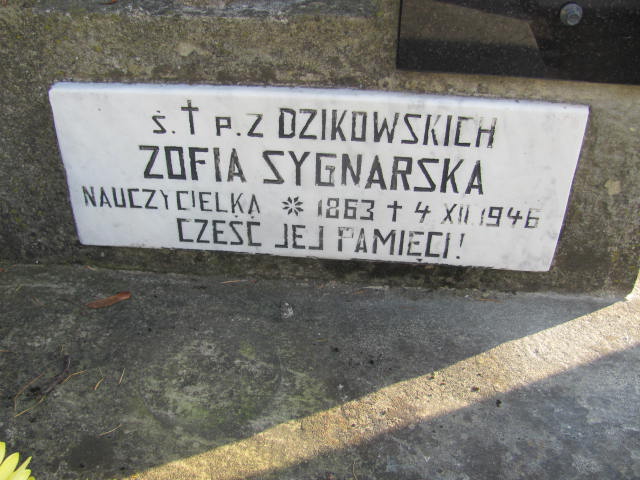 Ś. † P. Z DZIKOWSKICH
ZOFIA SYGNARSKA
NAUCZYCIELKA * 1863 † 4 XII.1946
CZEŚĆ JEJ PAMIĘCI!